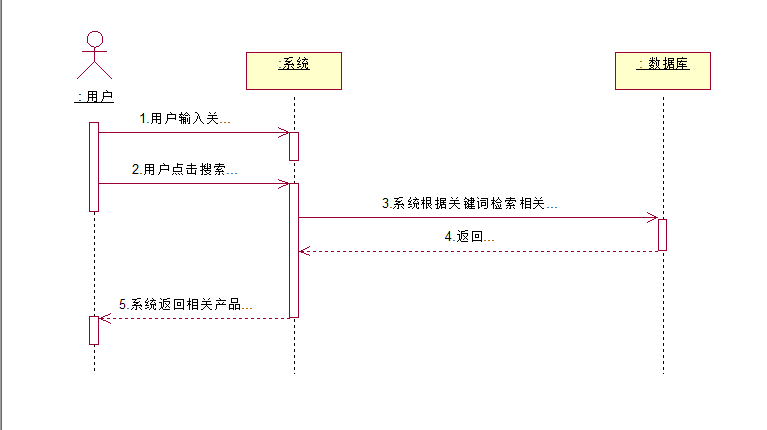 :系统
: 数据库
: 用户
1.用户输入关...
2.用户点击搜索...
3.系统根据关键词检索相关...
4.返回...
5.系统返回相关产品...